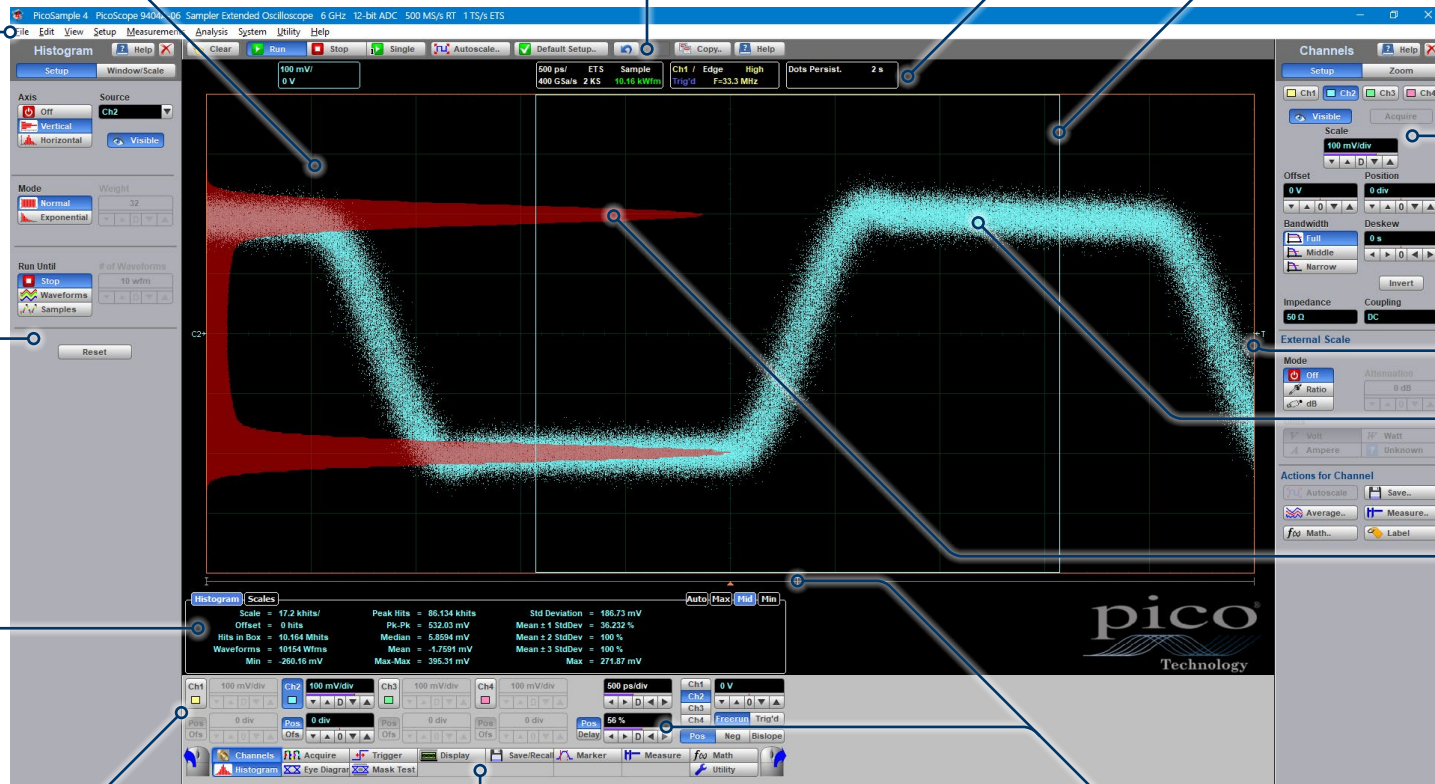 PicoSample 4 PicoScope 9404A-06 Sampler Extended Oscilloscope 6 GHz 12-bit ADC 500 MS/s RT 1 TS/s ETS
File Edit View Setup Measurements Analysis System Utility Help
Histogram Help
Clear Run Stop Single Autoscale.. Default Setup.. Copy.. Help
Channels Help
Setup Window/Scale
100 mV/
0 V
500 ps/ ETS Sample
400 GSa/s 2 KS 10.16 kWfm
Ch1 / Edge High
Trig'd F=33.3 MHz
Dots Persist. 2 s
Setup Zoom
Axis Source
Off Ch2
Vertical
Horizontal Visible
Mode Weight
Normal 32
Exponential
Run Until # of Waveforms
Stop 10 wfm
Waveforms
Samples
Reset
C2
T
Ch1 Ch2 Ch3 Ch4
Visible Acquire
Scale
100 mV/div
D
Offset Position
0 V 0 div
0 0
Bandwidth Deskew
Full 0 s
Middle 0
Narrow
Invert
Impedance Coupling
50 Ω DC
External Scale
Mode
Off Attenuation
Ratio 0 dB
dB
Volt Watt
Ampere Unknown
Actions for Channel
Autoscale Save..
Average.. Measure..
f(x) Math.. Label
Histogram Scales Auto Max Mid Min
Scale = 17.2 khits/ Peak Hits = 86.134 khits Std Deviation = 186.73 mV
Offset = 0 hits Pk-Pk = 532.03 mV Mean ± 1 StdDev = 36.232 %
Hits in Box = 10.164 Mhits Median = 5.8594 mV Mean ± 2 StdDev = 100 %
Waveforms = 10154 Wfms Mean = -1.7591 mV Mean ± 3 StdDev = 100 %
Min = -260.16 mV Max-Max = 395.31 mV Max = 271.87 mV
pico
Technology
Ch1 100 mV/div Ch2 100 mV/div Ch3 100 mV/div Ch4 100 mV/div 500 ps/div Ch1 0 V
D D D D D Ch2 0
Ch3
Pos 0 div Pos 0 div Pos 0 div Pos 0 div Pos 56 % Ch4 Freerun Trig'd
Ofs Ofs Ofs Ofs Delay D Pos Neg Bislope
Channels Acquire Trigger Display Save/Recall Marker Measure f(x) Math
Histogram Eye Diagram Mask Test Utility